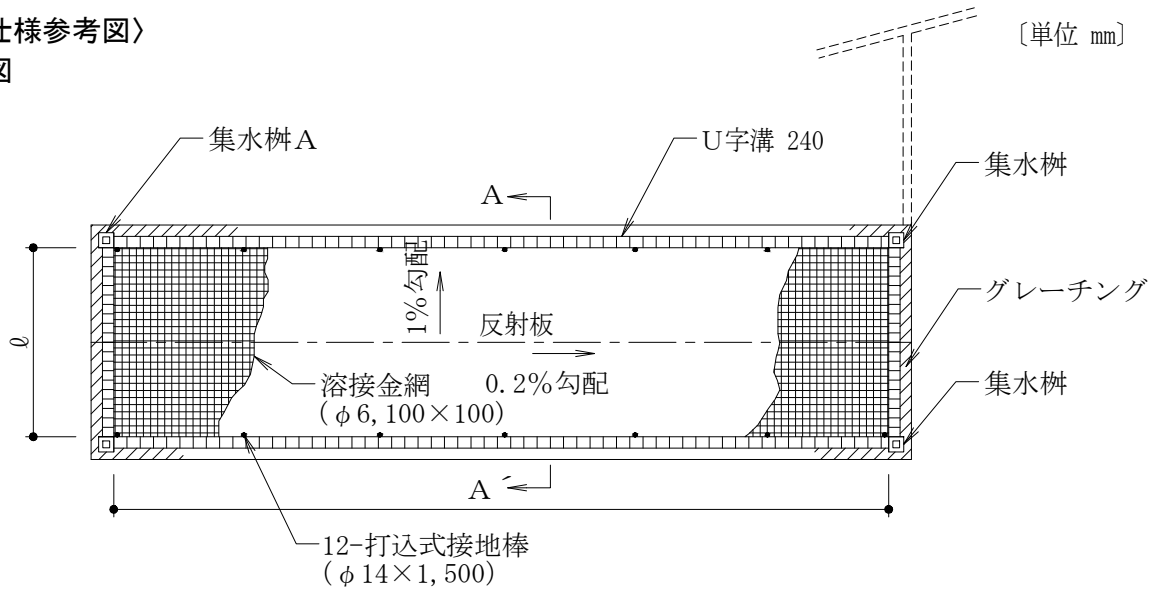 仕様参考図〉
図
〔単位 mm〕
集水桝A
U字溝 240
集水桝
A
グレーチング
1%勾配
反射板
ℓ
溶接金網
0.2%勾配
(φ6,100×100)
集水桝
A´
12-打込式接地棒
(φ14×1,500)